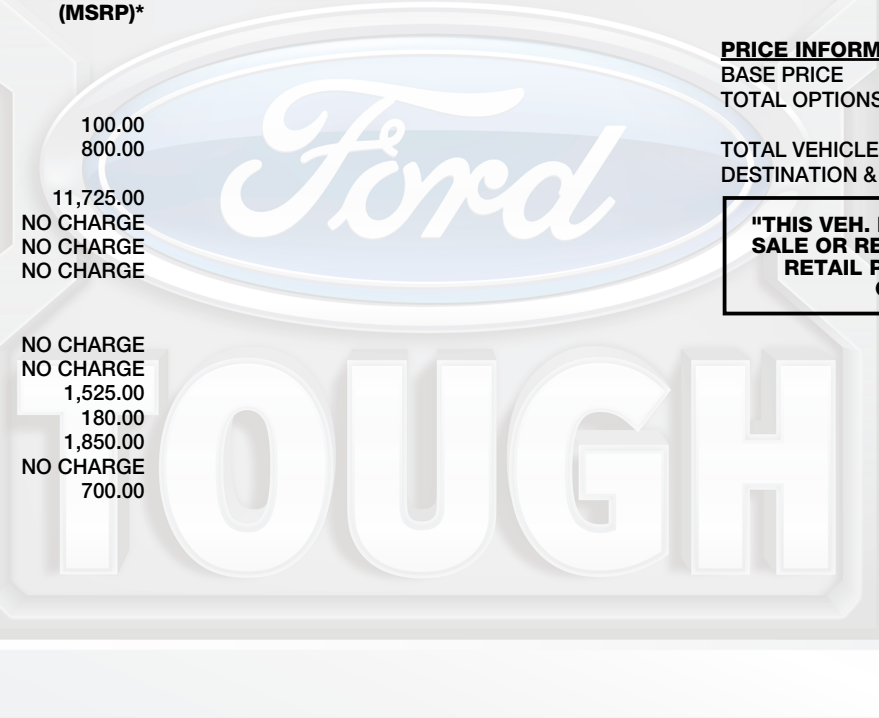 (MSRP)*
100.00
800.00
11,725.00
NO CHARGE
NO CHARGE
NO CHARGE
NO CHARGE
NO CHARGE
1,525.00
180.00
1,850.00
NO CHARGE
700.00
PRICE INFORM
BASE PRICE
TOTAL OPTIONS
TOTAL VEHICLE
DESTINATION &
"THIS VEH.
SALE OR RE
RETAIL P
Ford
TOUGH